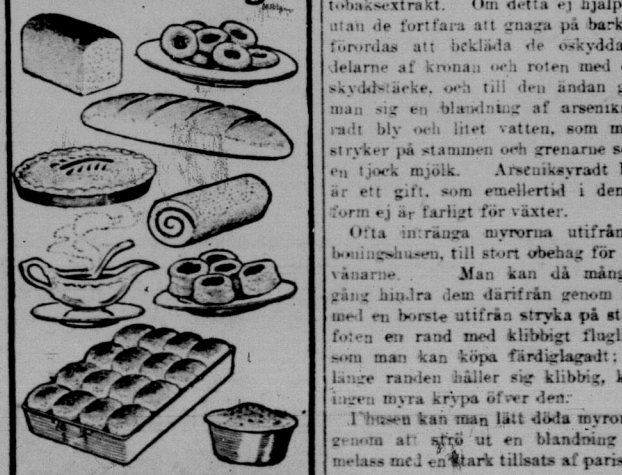 tobaksextrakt. Om detta ej hjälp
utan de fortfara att gnaga på bark
förordas att bekläda de oskydda
delarne af kronan och roten med
skyddstäcke, och till den ändan
man sig en blandning af arsenik
radt bly och litet vatten, som
stryker på stammen och grenarne
en tjock mjölk. Arseniksyradt
är ett gift, som emellertid i den
form ej är farligt för växter.
Ofta intränga myrorna utifrån
boningshusen, till stort obehag för
vånarne. Man kan då mång
gång hindra dem därifrån genom
med en borste utifrån stryka på st
foten en rand med klibbigt flugli
som man kan köpa färdiglagadt;
länge randen håller sig klibbig,
ingen myra krypa öfver den.
I husen kan man lätt döda myror
genom att strö ut en blandning
melass med en stark tillsats af paris